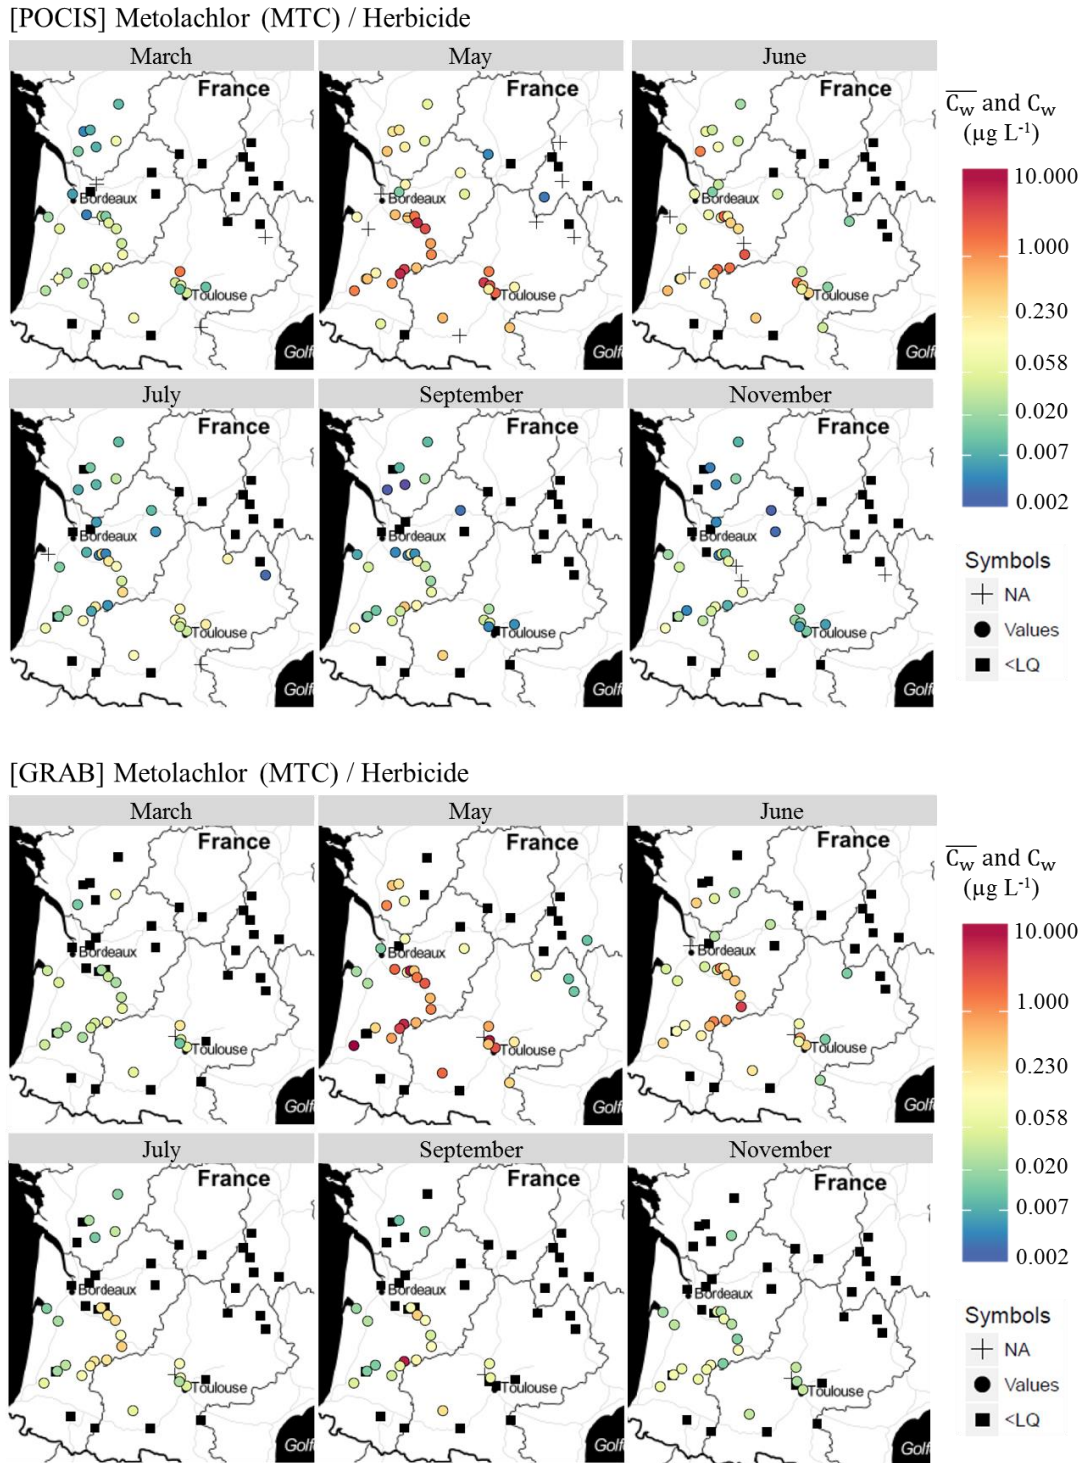 [POCIS] Metolachlor (MTC) / Herbicide
March
May
June
France
France
France
Bordeaux
Bordeaux
Bordeaux
Toulouse
Toulouse
Toulouse
Golf
Golf
Golf
July
September
November
France
France
France
Bordeaux
Bordeaux
Bordeaux
Toulouse
Toulouse
Toulouse
Golf
Golf
Golf
Cw and Cw
(µg L-1)
10.000
1.000
0.230
0.058
0.020
0.007
0.002
Symbols
NA
Values
<LQ
[GRAB] Metolachlor (MTC) / Herbicide
March
May
June
France
France
France
Bordeaux
Bordeaux
Bordeaux
Toulouse
Toulouse
Toulouse
Golf
Golf
Golf
July
September
November
France
France
France
Bordeaux
Bordeaux
Bordeaux
Toulouse
Toulouse
Toulouse
Golf
Golf
Golf
Cw and Cw
(µg L-1)
10.000
1.000
0.230
0.058
0.020
0.007
0.002
Symbols
NA
Values
<LQ